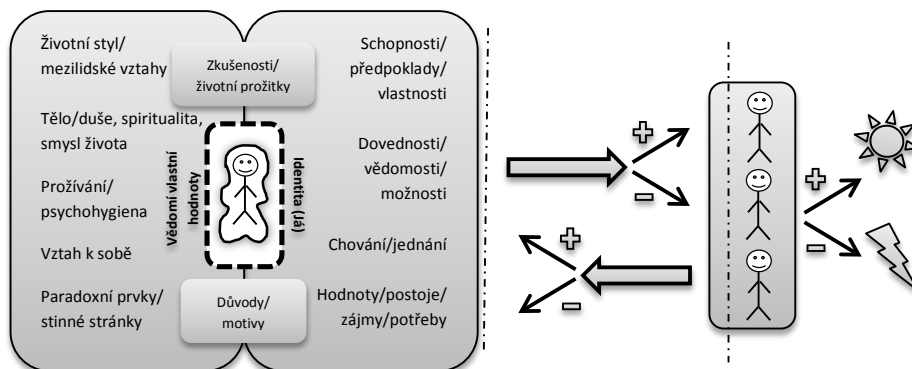 Životní styl/
mezilidské vztahy
Tělo/duše, spiritualita,
smysl života
Prožívání/
psychohygiena
Vztah k sobě
Paradoxní prvky/
stinné stránky
Zkušenosti/
životní prožitky
Vědomí vlastní
hodnoty
Identita (Já)
Důvody/
motivy
Schopnosti/
předpoklady/
vlastnosti
Dovednosti/
vědomosti/
možnosti
Chování/jednání
Hodnoty/postoje/
zájmy/potřeby